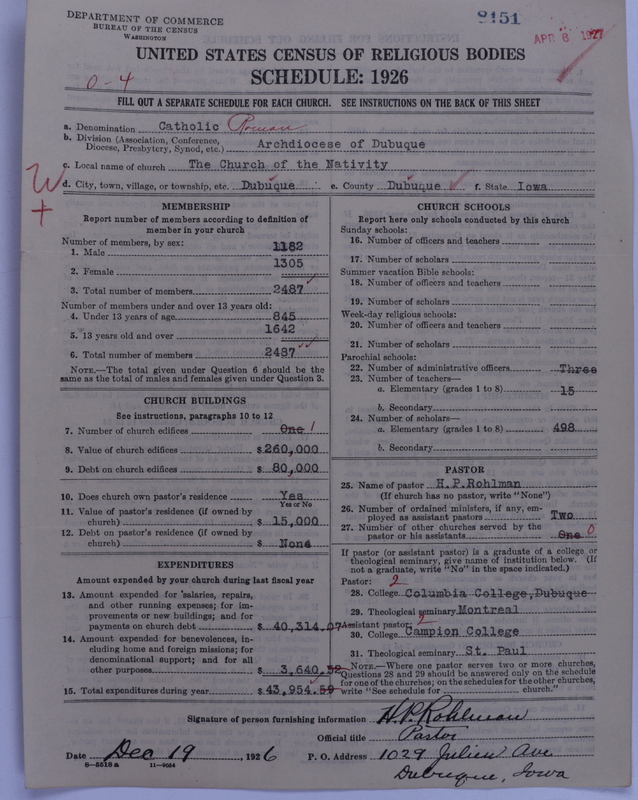 DEPARTMENT OF COMMERCE
BUREAU OF THE CENSUS
WASHINGTON
8151
APR 8 1927
UNITED STATES CENSUS OF RELIGIOUS BODIES
SCHEDULE: 1926
0-4
FILL OUT A SEPARATE SCHEDULE FOR EACH CHURCH. SEE INSTRUCTIONS ON THE BACK OF THIS SHEET
a. Denomination Catholic Roman
b. Division (Association, Conference, Diocese, Presbytery, Synod, etc.) Archdiocese of Dubuque
c. Local name of church The Church of the Nativity
d. City, town, village, or township, etc. Dubuque e. County Dubuque f. State Iowa
MEMBERSHIP
Report number of members according to definition of
member in your church
Number of members, by sex:
1. Male 1182
2. Female 1305
3. Total number of members 2487
Number of members under and over 13 years old:
4. Under 13 years of age 845
5. 13 years old and over 1642
6. Total number of members 2487
NOTE.—The total given under Question 6 should be the
same as the total of males and females given under Question 3.
CHURCH BUILDINGS
See instructions, paragraphs 10 to 12
7. Number of church edifices One 1
8. Value of church edifices $260,000
9. Debt on church edifices $ 80,000
10. Does church own pastor's residence Yes
Yes or No
11. Value of pastor's residence (if owned by
church) $ 15,000
12. Debt on pastor's residence (if owned by
church) $ None
EXPENDITURES
Amount expended by your church during last fiscal year
13. Amount expended for salaries, repairs,
and other running expenses; for im-
provements or new buildings; and for
payments on church debt $ 40,314.07
14. Amount expended for benevolences, in-
cluding home and foreign missions; for
denominational support; and for all
other purposes $ 3,640.52
15. Total expenditures during year $ 43,954.59
CHURCH SCHOOLS
Report here only schools conducted by this church
Sunday schools:
16. Number of officers and teachers
17. Number of scholars
Summer vacation Bible schools:
18. Number of officers and teachers
19. Number of scholars
Week-day religious schools:
20. Number of officers and teachers
21. Number of scholars
Parochial schools:
22. Number of administrative officers Three
23. Number of teachers—
a. Elementary (grades 1 to 8) 15
b. Secondary
24. Number of scholars—
a. Elementary (grades 1 to 8) 498
b. Secondary
PASTOR
25. Name of pastor H.P.Rohlman
(If church has no pastor, write "None")
26. Number of ordained ministers, if any, em-
ployed as assistant pastors Two
27. Number of other churches served by the
pastor or his assistants One 0
If pastor (or assistant pastor) is a graduate of a college or
theological seminary, give name of institution below. (If
not a graduate, write "No" in the space indicated.)
Pastor: 2
28. College Columbia College, Dubuque
29. Theological seminary Montreal
Assistant pastor: 2
30. College Campion College
31. Theological seminary St. Paul
NOTE.—Where one pastor serves two or more churches,
Questions 28 and 29 should be answered only on the schedule
for one of the churches; on the schedules for the other churches,
write "See schedule for church."
Signature of person furnishing information H.P. Rohlman
Official title Pastor
Date Dec 19, 1926 P. O. Address 1029 Julien Ave
Dubuque, Iowa
8—5518 a 11—9064